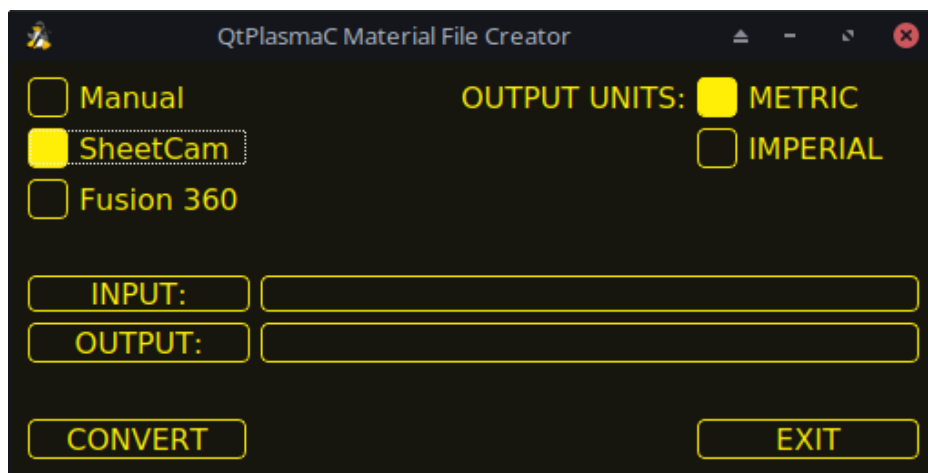 QtPlasmaC Material File Creator
Manual OUTPUT UNITS: METRIC
SheetCam IMPERIAL
Fusion 360
INPUT:
OUTPUT:
CONVERT EXIT